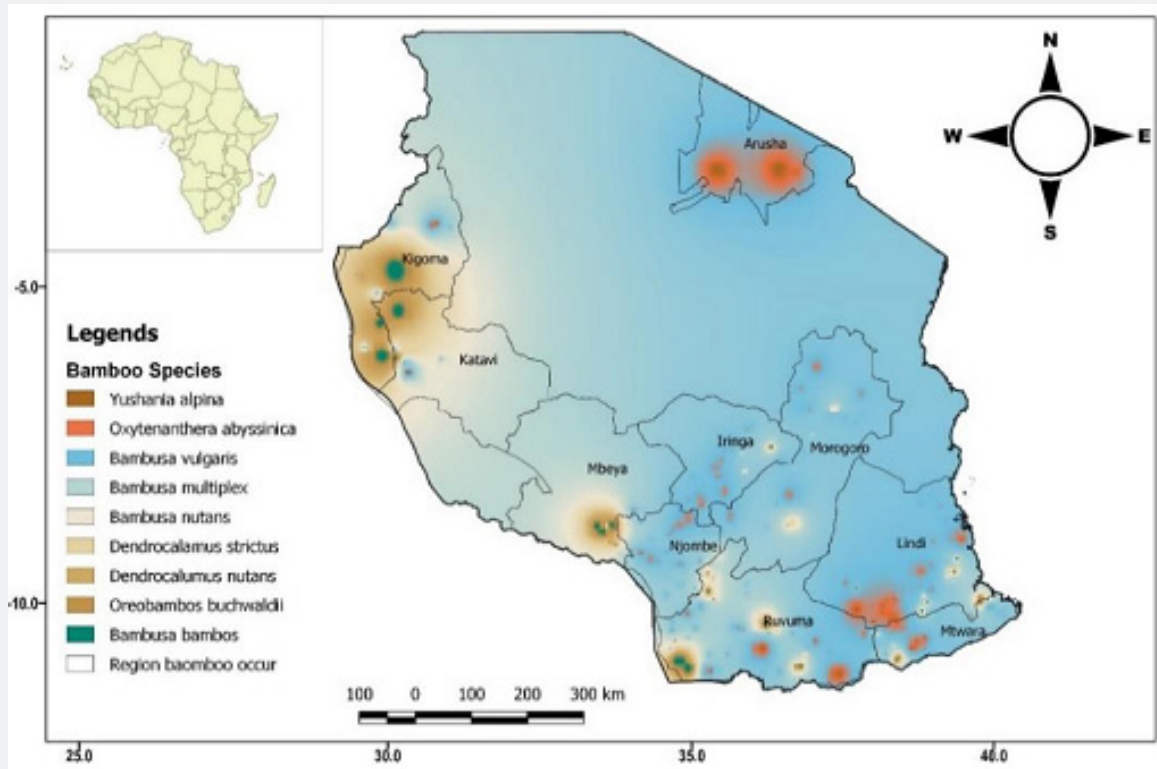 N
W
E
S
Arusha
Kigoma
-5.0
Katavi
Legends
Bamboo Species
Yushania alpina
Oxytenanthera abyssinica
Bambusa vulgaris
Bambusa multiplex
Bambusa nutans
Dendrocalamus strictus
Dendrocalumus nutans
Oreobambos buchwaldii
Bambusa bambos
Region baomboo occur
Iringa
Morogoro
Mbeya
Njombe
Lindi
-10.0
Ruvuma
Mtwara
100 0 100 200 300 km
25.0 30.0 35.0 40.0